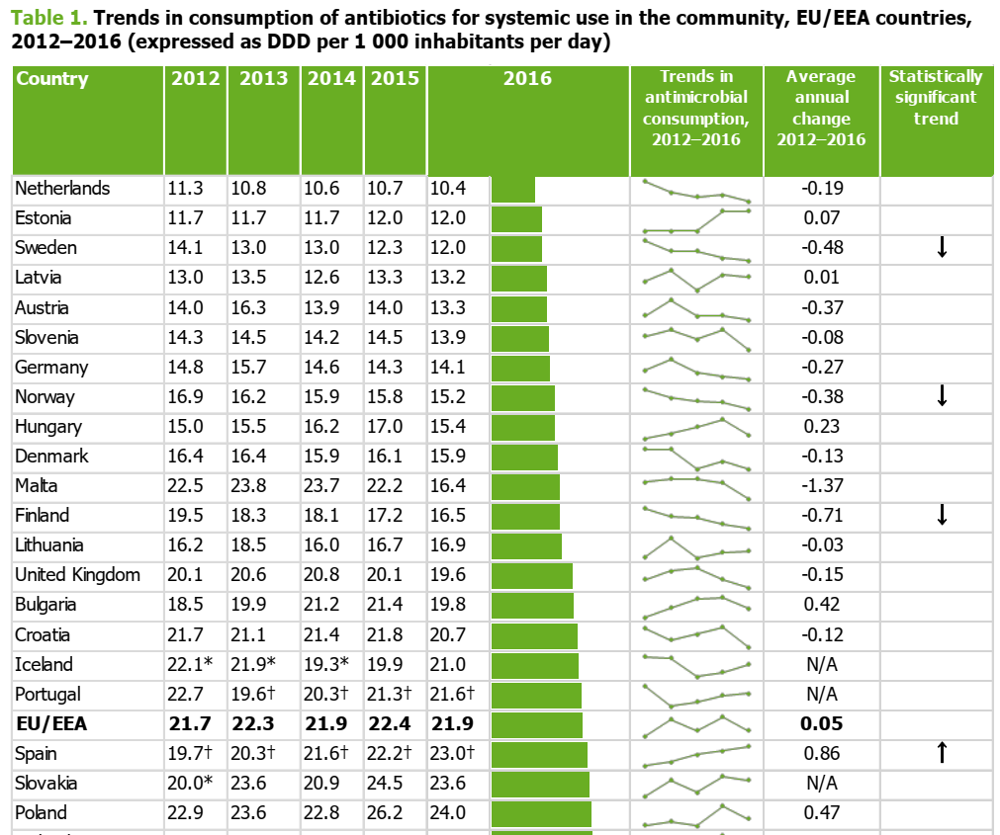 Table 1. Trends in consumption of antibiotics for systemic use in the community, EU/EEA countries,
2012–2016 (expressed as DDD per 1 000 inhabitants per day)
Country 2012 2013 2014 2015 2016 Trends in antimicrobial consumption, 2012–2016 Average annual change 2012–2016 Statistically significant trend
Netherlands 11.3 10.8 10.6 10.7 10.4 -0.19
Estonia 11.7 11.7 11.7 12.0 12.0 0.07
Sweden 14.1 13.0 13.0 12.3 12.0 -0.48 ↓
Latvia 13.0 13.5 12.6 13.3 13.2 0.01
Austria 14.0 16.3 13.9 14.0 13.3 -0.37
Slovenia 14.3 14.5 14.2 14.5 13.9 -0.08
Germany 14.8 15.7 14.6 14.3 14.1 -0.27
Norway 16.9 16.2 15.9 15.8 15.2 -0.38 ↓
Hungary 15.0 15.5 16.2 17.0 15.4 0.23
Denmark 16.4 16.4 15.9 16.1 15.9 -0.13
Malta 22.5 23.8 23.7 22.2 16.4 -1.37
Finland 19.5 18.3 18.1 17.2 16.5 -0.71 ↓
Lithuania 16.2 18.5 16.0 16.7 16.9 -0.03
United Kingdom 20.1 20.6 20.8 20.1 19.6 -0.15
Bulgaria 18.5 19.9 21.2 21.4 19.8 0.42
Croatia 21.7 21.1 21.4 21.8 20.7 -0.12
Iceland 22.1* 21.9* 19.3* 19.9 21.0 N/A
Portugal 22.7 19.6† 20.3† 21.3† 21.6† N/A
EU/EEA 21.7 22.3 21.9 22.4 21.9 0.05
Spain 19.7† 20.3† 21.6† 22.2† 23.0† 0.86 ↑
Slovakia 20.0* 23.6 20.9 24.5 23.6 N/A
Poland 22.9 23.6 22.8 26.2 24.0 0.47